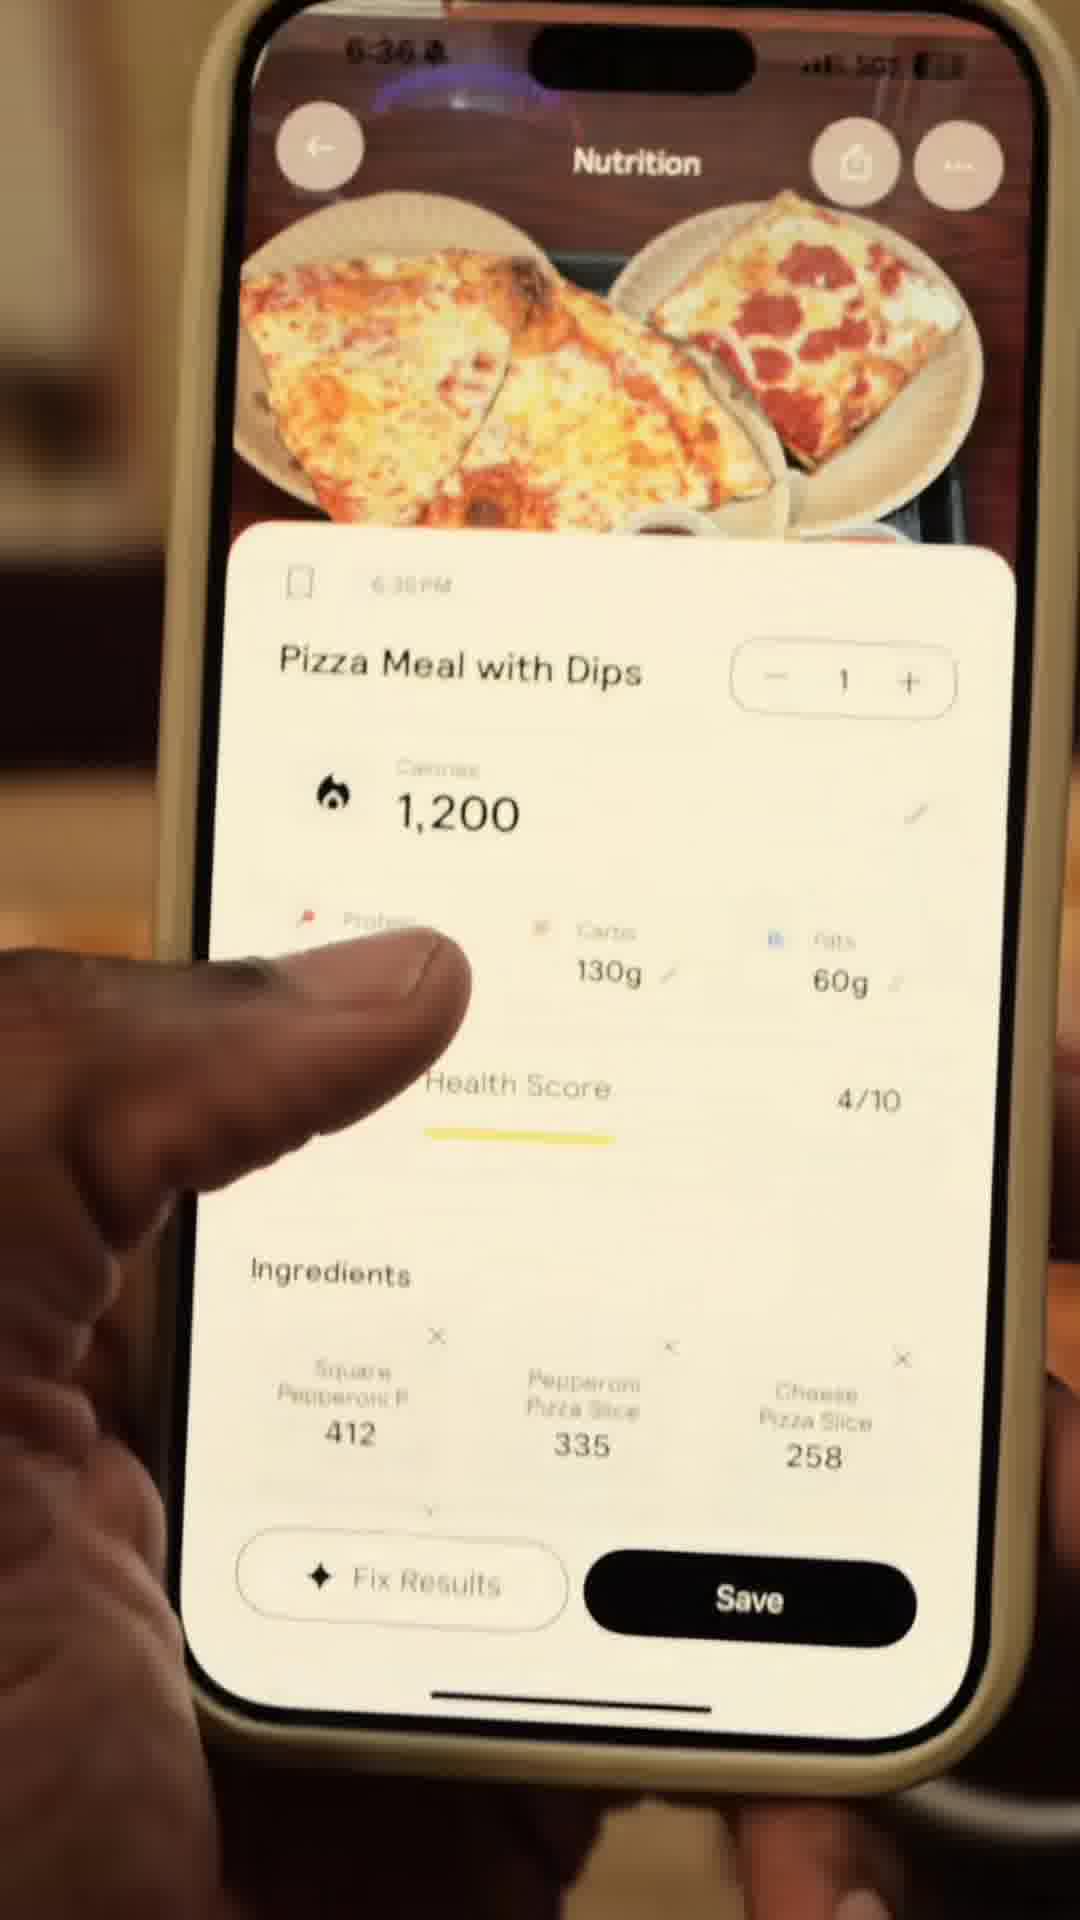 6:36
5G
Nutrition
6:36 PM
Pizza Meal with Dips
1
Calories
1,200
Protein
Carbs
Fats
130g
60g
Health Score
4/10
Ingredients
Square
Pepperoni P
412
Pepperoni
Pizza Slice
335
Cheese
Pizza Slice
258
Fix Results
Save